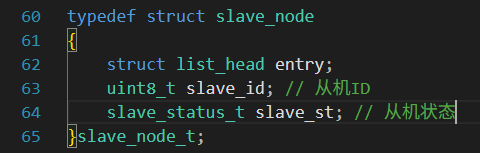 60 typedef struct slave_node
61 {
62     struct list_head entry;
63     uint8_t slave_id; // 从机ID
64     slave_status_t slave_st; // 从机状态
65 }slave_node_t;